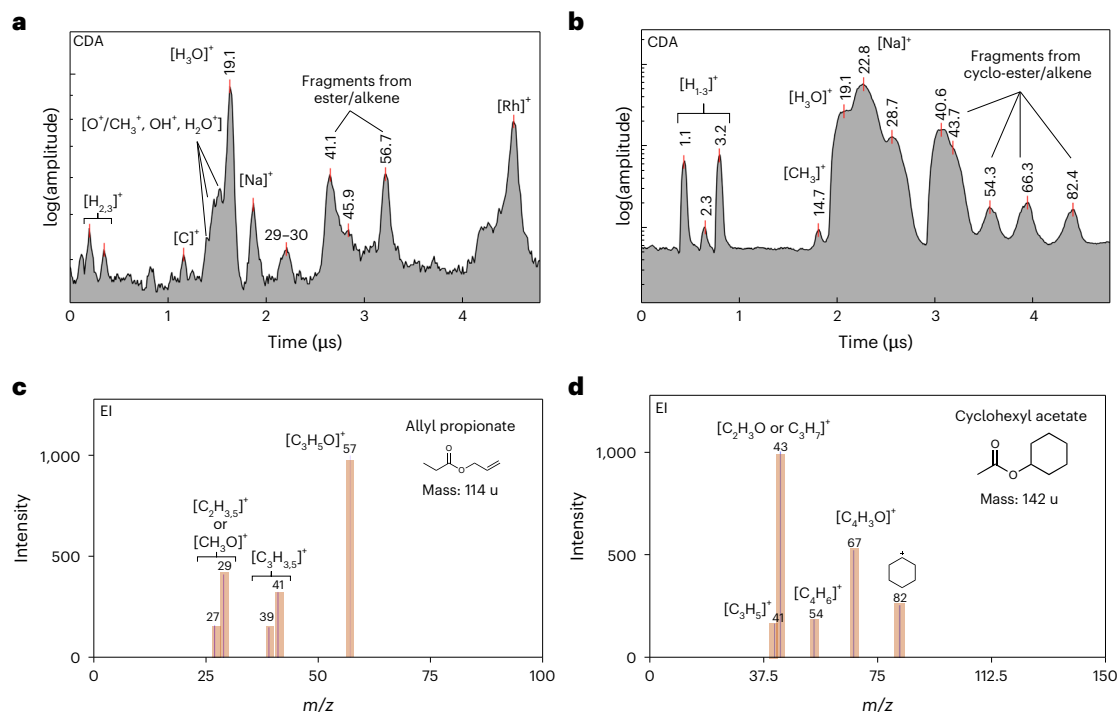 a
CDA
[H₃O]⁺
19.1
Fragments from
ester/alkene
[Rh]⁺
[O⁺/CH₃⁺, OH⁺, H₂O⁺]
41.1
56.7
[Na]⁺
45.9
[H₂,₃]⁺
[C]⁺
29–30
log(amplitude)
0 1 2 3 4
Time (μs)
b
CDA
[Na]⁺
22.8
Fragments from
cyclo-ester/alkene
[H₁₋₃]⁺
[H₃O]⁺
19.1
28.7
40.6
43.7
1.1
3.2
2.3
[CH₃]⁺
14.7
54.3
66.3
82.4
log(amplitude)
0 1 2 3 4
Time (μs)
c
EI
Allyl propionate
O
O
Mass: 114 u
[C₃H₅O]⁺
57
[C₂H₃,₅]⁺
or
[CH₃O]⁺
29
[C₃H₃,₅]⁺
41
27
39
Intensity
1,000
500
0
0 25 50 75 100
m/z
d
EI
Cyclohexyl acetate
O
O
Mass: 142 u
[C₂H₃O or C₃H₇]⁺
43
[C₄H₃O]⁺
67
+
82
[C₄H₆]⁺
54
[C₃H₅]⁺
41
Intensity
1,000
500
0
0 37.5 75 112.5 150
m/z